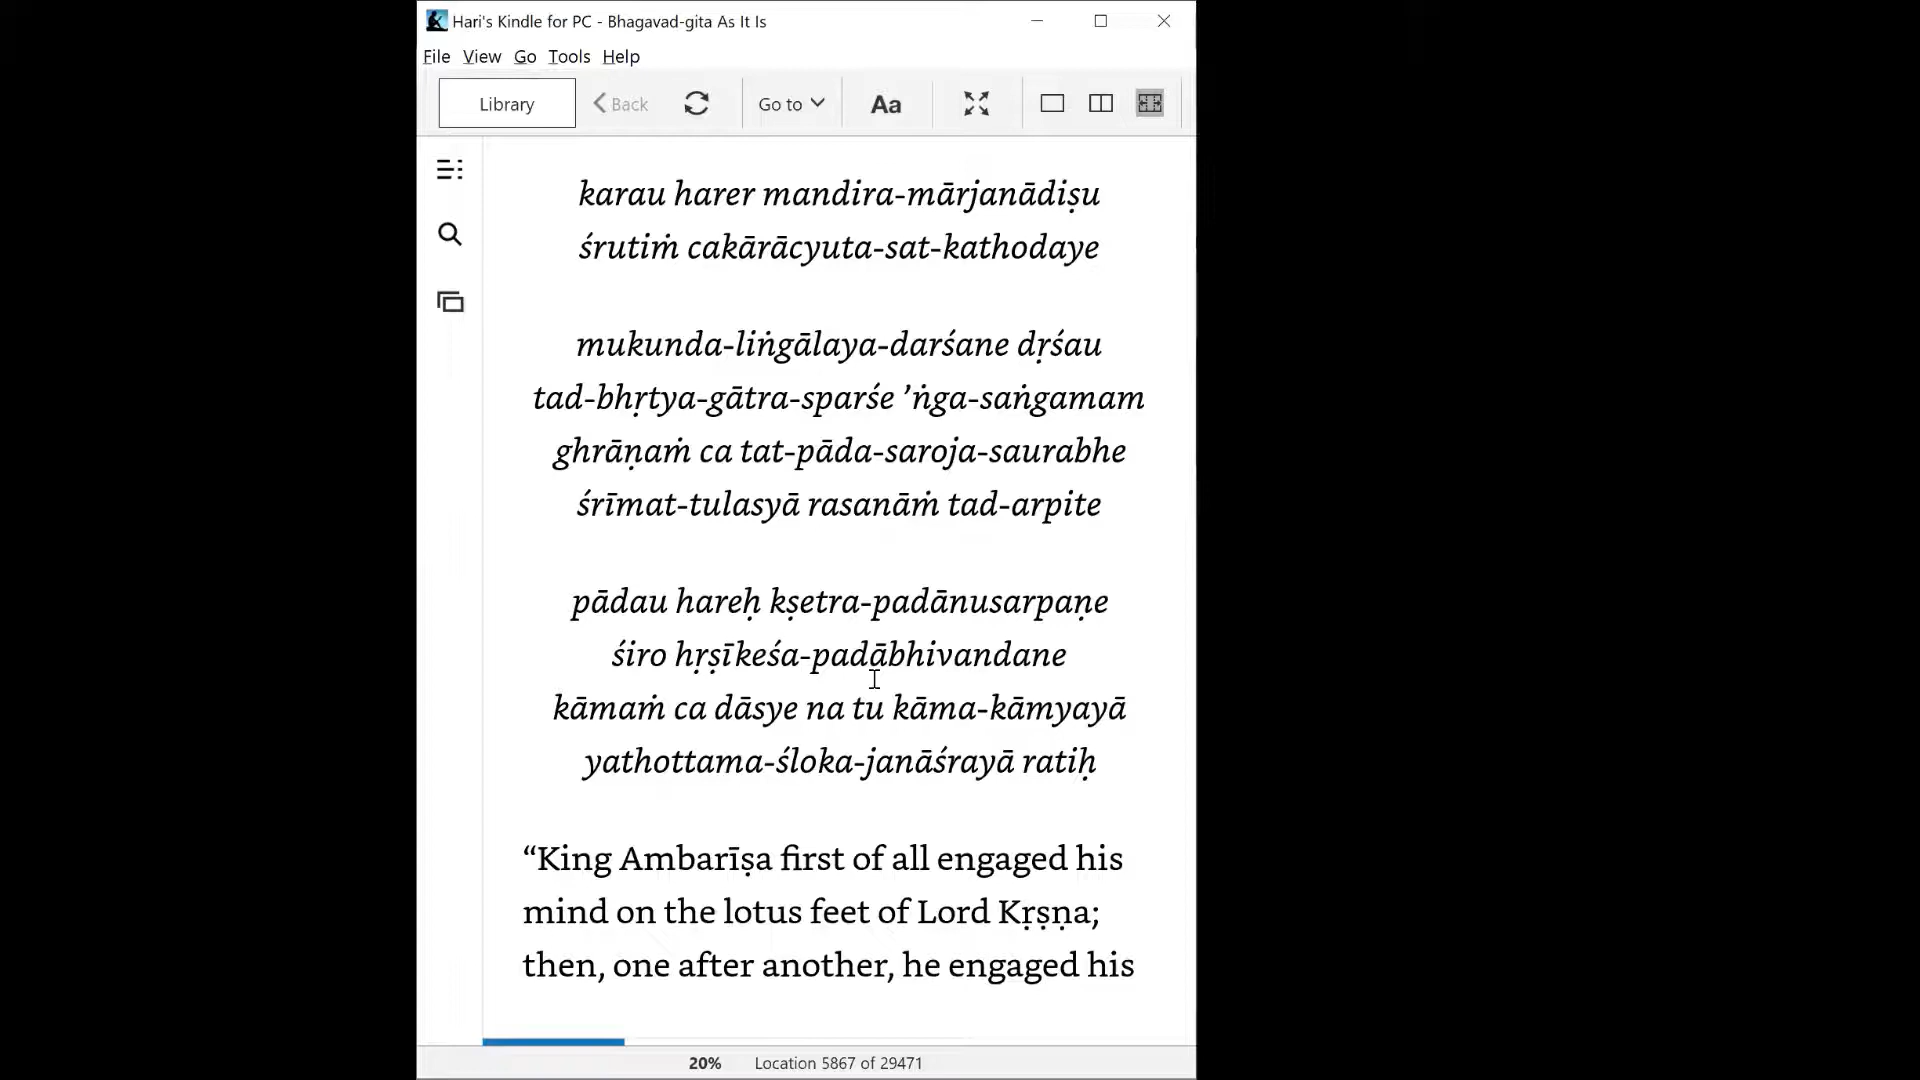 Hari's Kindle for PC - Bhagavad-gita As It Is
File View Go Tools Help
Library Back Go to Aa
karau harer mandira-mārjanādiṣu
śrutiṁ cakārācyuta-sat-kathodaye
mukunda-liṅgālaya-darśane dṛśau
tad-bhṛtya-gātra-sparśe ’ṅga-saṅgamam
ghrāṇaṁ ca tat-pāda-saroja-saurabhe
śrīmat-tulasyā rasanāṁ tad-arpite
pādau hareḥ kṣetra-padānusarpaṇe
śiro hṛṣīkeśa-padābhivandane
kāmaṁ ca dāsye na tu kāma-kāmyayā
yathottama-śloka-janāśrayā ratiḥ
“King Ambarīṣa first of all engaged his
mind on the lotus feet of Lord Kṛṣṇa;
then, one after another, he engaged his
20% Location 5867 of 29471